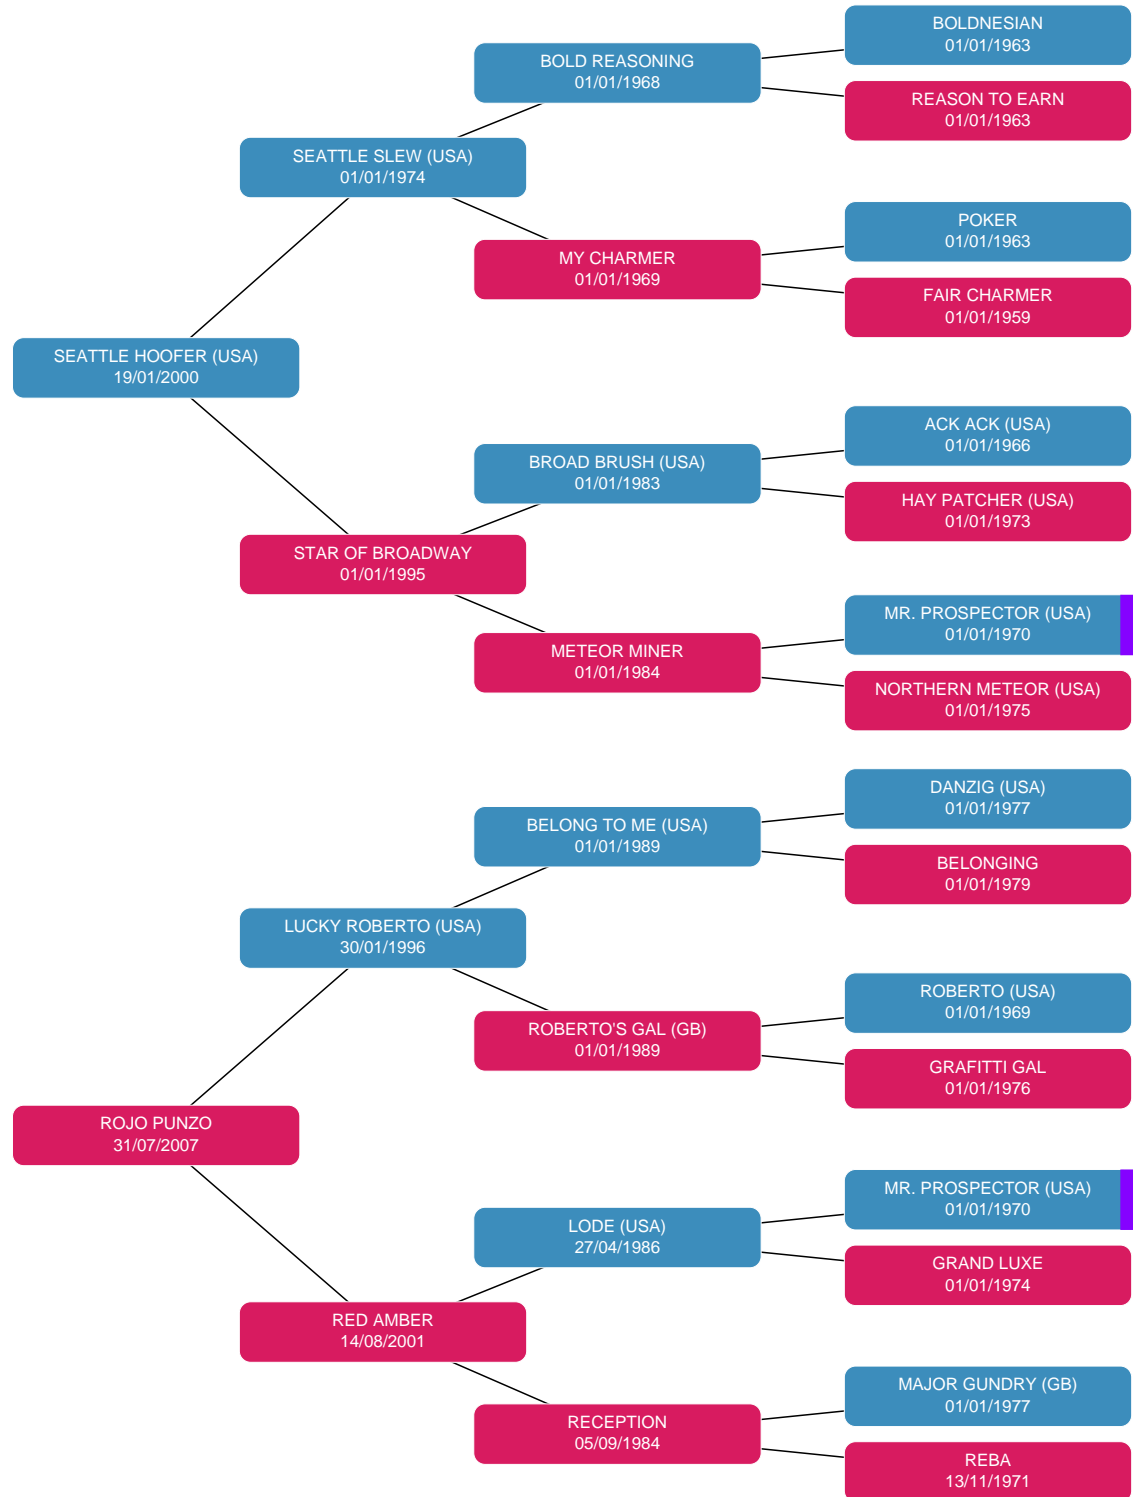 BOLDNESIAN
01/01/1963
BOLD REASONING
01/01/1968
REASON TO EARN
01/01/1963
SEATTLE SLEW (USA)
01/01/1974
POKER
01/01/1963
MY CHARMER
01/01/1969
FAIR CHARMER
01/01/1959
SEATTLE HOOFER (USA)
19/01/2000
ACK ACK (USA)
01/01/1966
BROAD BRUSH (USA)
01/01/1983
HAY PATCHER (USA)
01/01/1973
STAR OF BROADWAY
01/01/1995
MR. PROSPECTOR (USA)
01/01/1970
METEOR MINER
01/01/1984
NORTHERN METEOR (USA)
01/01/1975
DANZIG (USA)
01/01/1977
BELONG TO ME (USA)
01/01/1989
BELONGING
01/01/1979
LUCKY ROBERTO (USA)
30/01/1996
ROBERTO (USA)
01/01/1969
ROBERTO'S GAL (GB)
01/01/1989
GRAFITTI GAL
01/01/1976
ROJO PUNZO
31/07/2007
MR. PROSPECTOR (USA)
01/01/1970
LODE (USA)
27/04/1986
GRAND LUXE
01/01/1974
RED AMBER
14/08/2001
MAJOR GUNDRY (GB)
01/01/1977
RECEPTION
05/09/1984
REBA
13/11/1971